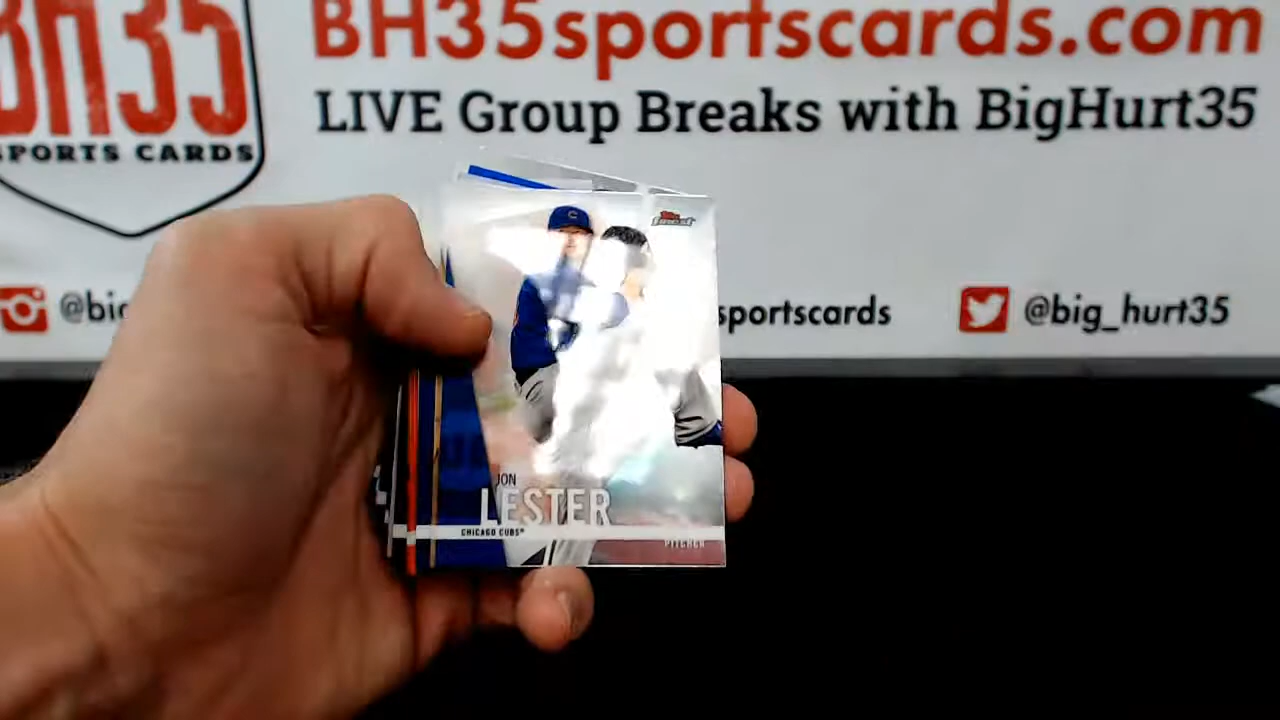 BH35
SPORTS CARDS
BH35sportscards.com
LIVE Group Breaks with BigHurt35
@big
sportscards
@big_hurt35
C
Topps
finest
JON
LESTER
CHICAGO CUBS
PITCHER